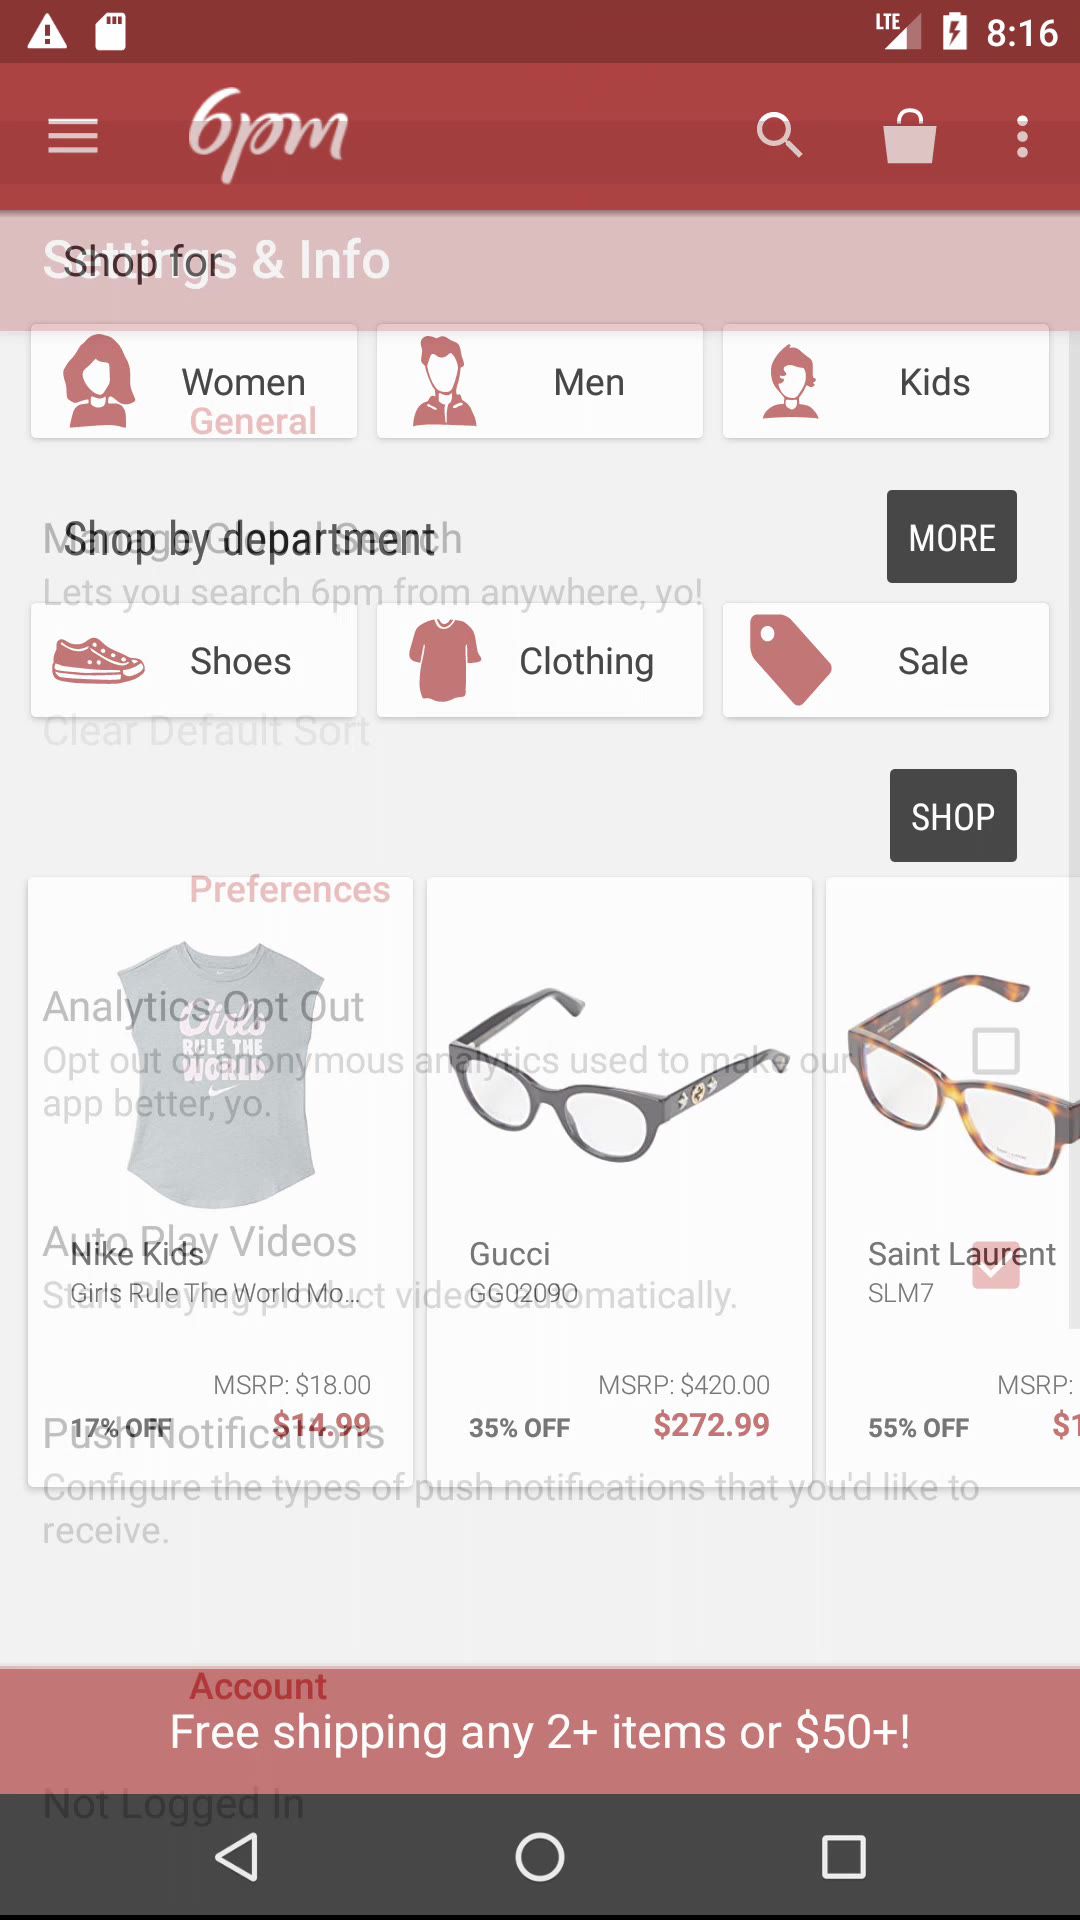 LTE 8:16
6pm
Settings & Info
Shop for
Women Men Kids
General
Manage Global Search
Shop by department MORE
Lets you search 6pm from anywhere, yo!
Shoes Clothing Sale
Clear Default Sort
SHOP
Preferences
Analytics Opt Out
Girls
RULE THE
WORLD
Opt out of anonymous analytics used to make our
app better, yo.
Auto Play Videos
Nike Kids Gucci Saint Laurent
Girls Rule The World Mo... GG0209O SLM7
Start Playing product videos automatically.
MSRP: $18.00 MSRP: $420.00 MSRP:
17% OFF $14.99 35% OFF $272.99 55% OFF $1
Push Notifications
Configure the types of push notifications that you'd like to
receive.
Account
Free shipping any 2+ items or $50+!
Not Logged In